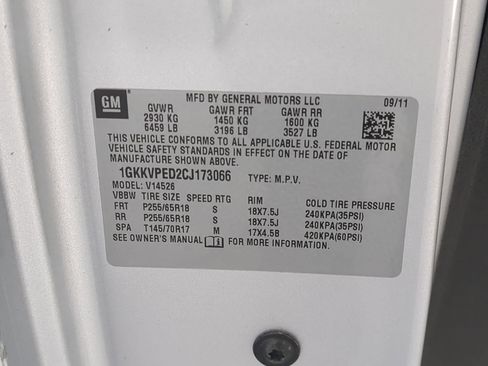 GM
MFD BY GENERAL MOTORS LLC 09/11
GVWR GAWR FRT GAWR RR
2930 KG 1450 KG 1600 KG
6459 LB 3196 LB 3527 LB
THIS VEHICLE CONFORMS TO ALL APPLICABLE U.S. FEDERAL MOTOR
VEHICLE SAFETY STANDARDS IN EFFECT ON THE DATE OF
MANUFACTURE SHOWN ABOVE.
1GKKVPED2CJ173066 TYPE: M.P.V.
MODEL: V14526
VBBW TIRE SIZE SPEED RTG RIM COLD TIRE PRESSURE
FRT P255/65R18 S 18X7.5J 240KPA(35PSI)
RR P255/65R18 S 18X7.5J 240KPA(35PSI)
SPA T145/70R17 M 17X4.5B 420KPA(60PSI)
SEE OWNER'S MANUAL FOR MORE INFORMATION.